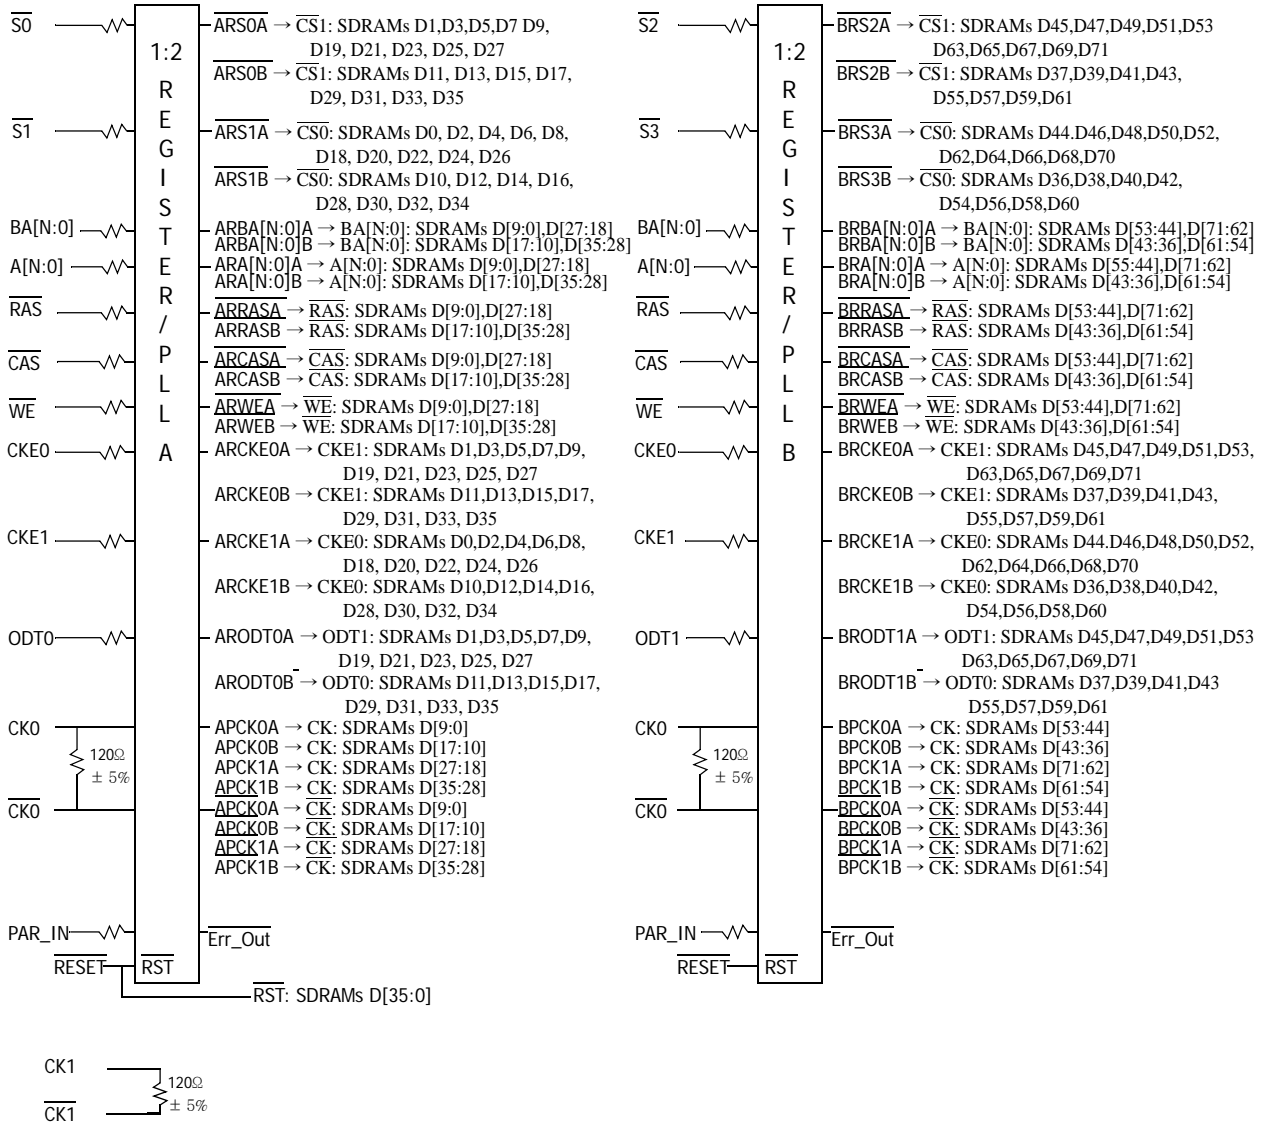 S0
ARS0A → CS1: SDRAMs D1,D3,D5,D7 D9,
D19, D21, D23, D25, D27
ARS0B → CS1: SDRAMs D11, D13, D15, D17,
D29, D31, D33, D35
S1
ARS1A → CS0: SDRAMs D0, D2, D4, D6, D8,
D18, D20, D22, D24, D26
ARS1B → CS0: SDRAMs D10, D12, D14, D16,
D28, D30, D32, D34
BA[N:0]
ARBA[N:0]A → BA[N:0]: SDRAMs D[9:0],D[27:18]
ARBA[N:0]B → BA[N:0]: SDRAMs D[17:10],D[35:28]
A[N:0]
ARA[N:0]A → A[N:0]: SDRAMs D[9:0],D[27:18]
ARA[N:0]B → A[N:0]: SDRAMs D[17:10],D[35:28]
RAS
ARRASA → RAS: SDRAMs D[9:0],D[27:18]
ARRASB → RAS: SDRAMs D[17:10],D[35:28]
CAS
ARCASA → CAS: SDRAMs D[9:0],D[27:18]
ARCASB → CAS: SDRAMs D[17:10],D[35:28]
WE
ARWEA → WE: SDRAMs D[9:0],D[27:18]
ARWEB → WE: SDRAMs D[17:10],D[35:28]
CKE0
ARCKE0A → CKE1: SDRAMs D1,D3,D5,D7,D9,
D19, D21, D23, D25, D27
ARCKE0B → CKE1: SDRAMs D11,D13,D15,D17,
D29, D31, D33, D35
CKE1
ARCKE1A → CKE0: SDRAMs D0,D2,D4,D6,D8,
D18, D20, D22, D24, D26
ARCKE1B → CKE0: SDRAMs D10,D12,D14,D16,
D28, D30, D32, D34
ODT0
ARODT0A → ODT1: SDRAMs D1,D3,D5,D7,D9,
D19, D21, D23, D25, D27
ARODT0B → ODT0: SDRAMs D11,D13,D15,D17,
D29, D31, D33, D35
CK0
120Ω
± 5%
CK0
APCK0A → CK: SDRAMs D[9:0]
APCK0B → CK: SDRAMs D[17:10]
APCK1A → CK: SDRAMs D[27:18]
APCK1B → CK: SDRAMs D[35:28]
APCK0A → CK: SDRAMs D[9:0]
APCK0B → CK: SDRAMs D[17:10]
APCK1A → CK: SDRAMs D[27:18]
APCK1B → CK: SDRAMs D[35:28]
PAR_IN
Err_Out
RESET
RST
RST: SDRAMs D[35:0]
1:2
R
E
G
I
S
T
E
R
/
P
L
L
A
S2
BRS2A → CS1: SDRAMs D45,D47,D49,D51,D53
D63,D65,D67,D69,D71
BRS2B → CS1: SDRAMs D37,D39,D41,D43,
D55,D57,D59,D61
S3
BRS3A → CS0: SDRAMs D44.D46,D48,D50,D52,
D62,D64,D66,D68,D70
BRS3B → CS0: SDRAMs D36,D38,D40,D42,
D54,D56,D58,D60
BA[N:0]
BRBA[N:0]A → BA[N:0]: SDRAMs D[53:44],D[71:62]
BRBA[N:0]B → BA[N:0]: SDRAMs D[43:36],D[61:54]
A[N:0]
BRA[N:0]A → A[N:0]: SDRAMs D[55:44],D[71:62]
BRA[N:0]B → A[N:0]: SDRAMs D[43:36],D[61:54]
RAS
BRRASA → RAS: SDRAMs D[53:44],D[71:62]
BRRASB → RAS: SDRAMs D[43:36],D[61:54]
CAS
BRCASA → CAS: SDRAMs D[53:44],D[71:62]
BRCASB → CAS: SDRAMs D[43:36],D[61:54]
WE
BRWEA → WE: SDRAMs D[53:44],D[71:62]
BRWEB → WE: SDRAMs D[43:36],D[61:54]
CKE0
BRCKE0A → CKE1: SDRAMs D45,D47,D49,D51,D53,
D63,D65,D67,D69,D71
BRCKE0B → CKE1: SDRAMs D37,D39,D41,D43,
D55,D57,D59,D61
CKE1
BRCKE1A → CKE0: SDRAMs D44.D46,D48,D50,D52,
D62,D64,D66,D68,D70
BRCKE1B → CKE0: SDRAMs D36,D38,D40,D42,
D54,D56,D58,D60
ODT1
BRODT1A → ODT1: SDRAMs D45,D47,D49,D51,D53
D63,D65,D67,D69,D71
BRODT1B → ODT0: SDRAMs D37,D39,D41,D43
D55,D57,D59,D61
CK0
120Ω
± 5%
CK0
BPCK0A → CK: SDRAMs D[53:44]
BPCK0B → CK: SDRAMs D[43:36]
BPCK1A → CK: SDRAMs D[71:62]
BPCK1B → CK: SDRAMs D[61:54]
BPCK0A → CK: SDRAMs D[53:44]
BPCK0B → CK: SDRAMs D[43:36]
BPCK1A → CK: SDRAMs D[71:62]
BPCK1B → CK: SDRAMs D[61:54]
PAR_IN
Err_Out
RESET
RST
1:2
R
E
G
I
S
T
E
R
/
P
L
L
B
CK1
120Ω
± 5%
CK1